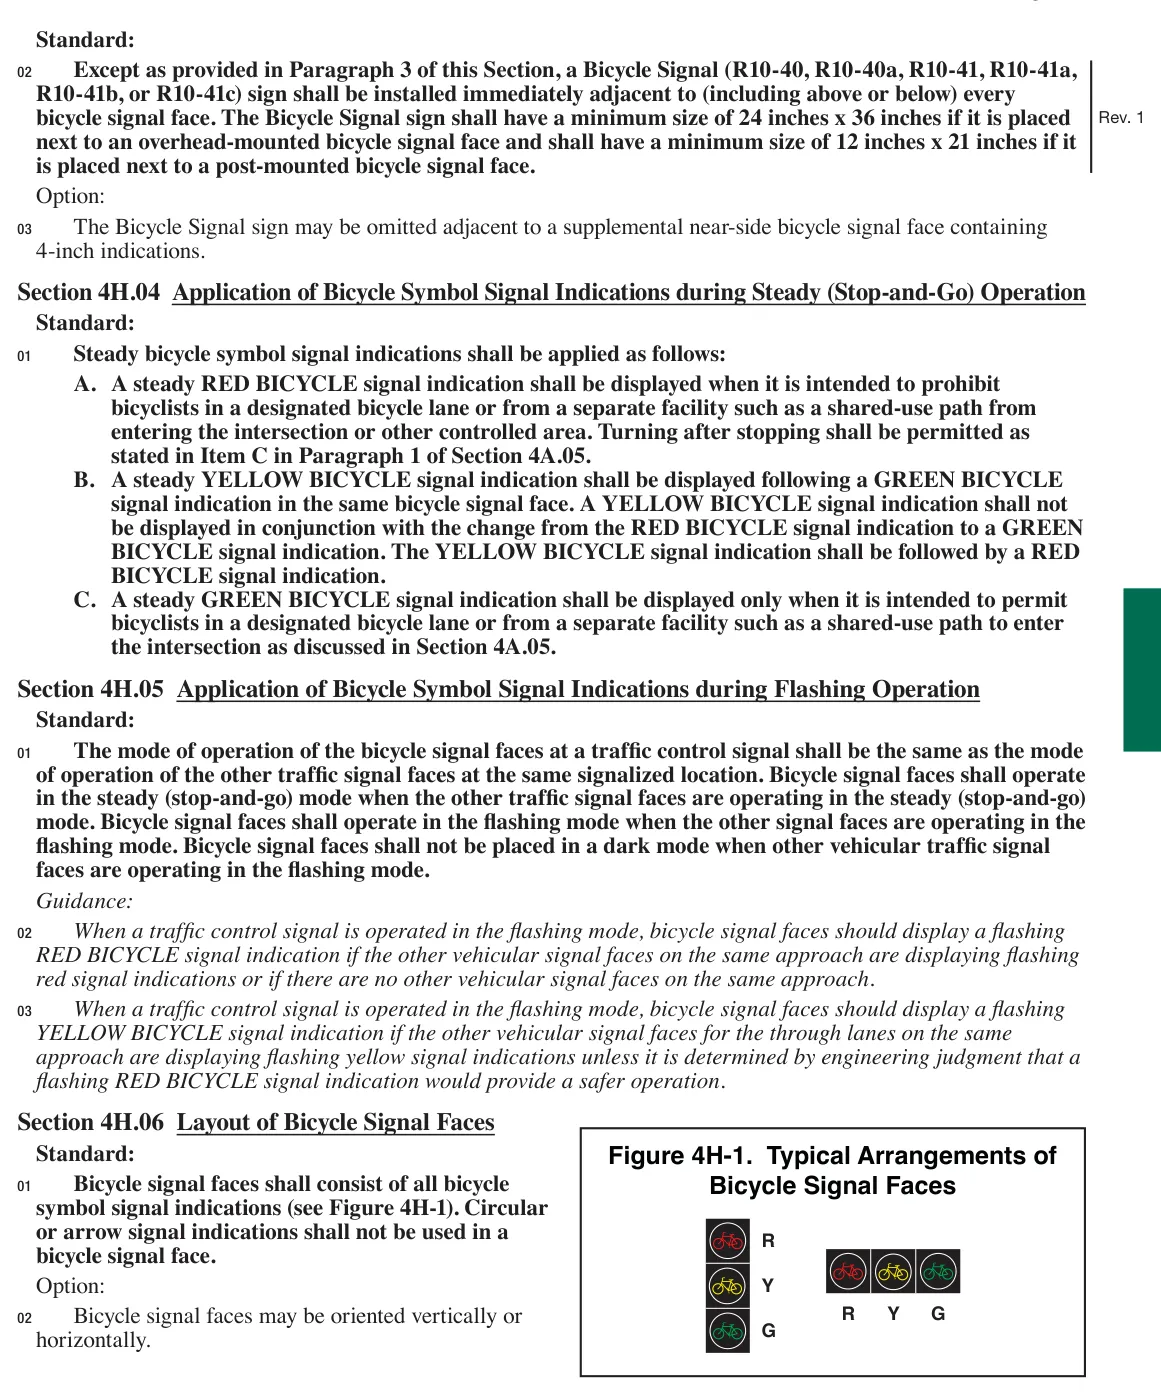 Standard:
02 Except as provided in Paragraph 3 of this Section, a Bicycle Signal (R10-40, R10-40a, R10-41, R10-41a,
R10-41b, or R10-41c) sign shall be installed immediately adjacent to (including above or below) every
bicycle signal face. The Bicycle Signal sign shall have a minimum size of 24 inches x 36 inches if it is placed
next to an overhead-mounted bicycle signal face and shall have a minimum size of 12 inches x 21 inches if it
is placed next to a post-mounted bicycle signal face.
Rev. 1
Option:
03 The Bicycle Signal sign may be omitted adjacent to a supplemental near-side bicycle signal face containing
4-inch indications.
Section 4H.04 Application of Bicycle Symbol Signal Indications during Steady (Stop-and-Go) Operation
Standard:
01 Steady bicycle symbol signal indications shall be applied as follows:
A. A steady RED BICYCLE signal indication shall be displayed when it is intended to prohibit
bicyclists in a designated bicycle lane or from a separate facility such as a shared-use path from
entering the intersection or other controlled area. Turning after stopping shall be permitted as
stated in Item C in Paragraph 1 of Section 4A.05.
B. A steady YELLOW BICYCLE signal indication shall be displayed following a GREEN BICYCLE
signal indication in the same bicycle signal face. A YELLOW BICYCLE signal indication shall not
be displayed in conjunction with the change from the RED BICYCLE signal indication to a GREEN
BICYCLE signal indication. The YELLOW BICYCLE signal indication shall be followed by a RED
BICYCLE signal indication.
C. A steady GREEN BICYCLE signal indication shall be displayed only when it is intended to permit
bicyclists in a designated bicycle lane or from a separate facility such as a shared-use path to enter
the intersection as discussed in Section 4A.05.
Section 4H.05 Application of Bicycle Symbol Signal Indications during Flashing Operation
Standard:
01 The mode of operation of the bicycle signal faces at a traffic control signal shall be the same as the mode
of operation of the other traffic signal faces at the same signalized location. Bicycle signal faces shall operate
in the steady (stop-and-go) mode when the other traffic signal faces are operating in the steady (stop-and-go)
mode. Bicycle signal faces shall operate in the flashing mode when the other signal faces are operating in the
flashing mode. Bicycle signal faces shall not be placed in a dark mode when other vehicular traffic signal
faces are operating in the flashing mode.
Guidance:
02 When a traffic control signal is operated in the flashing mode, bicycle signal faces should display a flashing
RED BICYCLE signal indication if the other vehicular signal faces on the same approach are displaying flashing
red signal indications or if there are no other vehicular signal faces on the same approach.
03 When a traffic control signal is operated in the flashing mode, bicycle signal faces should display a flashing
YELLOW BICYCLE signal indication if the other vehicular signal faces for the through lanes on the same
approach are displaying flashing yellow signal indications unless it is determined by engineering judgment that a
flashing RED BICYCLE signal indication would provide a safer operation.
Section 4H.06 Layout of Bicycle Signal Faces
Standard:
01 Bicycle signal faces shall consist of all bicycle
symbol signal indications (see Figure 4H-1). Circular
or arrow signal indications shall not be used in a
bicycle signal face.
Option:
02 Bicycle signal faces may be oriented vertically or
horizontally.
Figure 4H-1. Typical Arrangements of
Bicycle Signal Faces
R
Y
G
R Y G